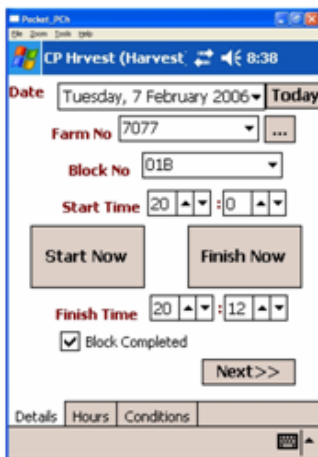 Pocket_PCh
File Zoom Tools Help
CP Hrvest (Harvest 8:38
Date Tuesday, 7 February 2006 Today
Farm No 7077 ...
Block No 01B
Start Time 20 : 0
Start Now Finish Now
Finish Time 20 : 12
Block Completed
Next>>
Details Hours Conditions